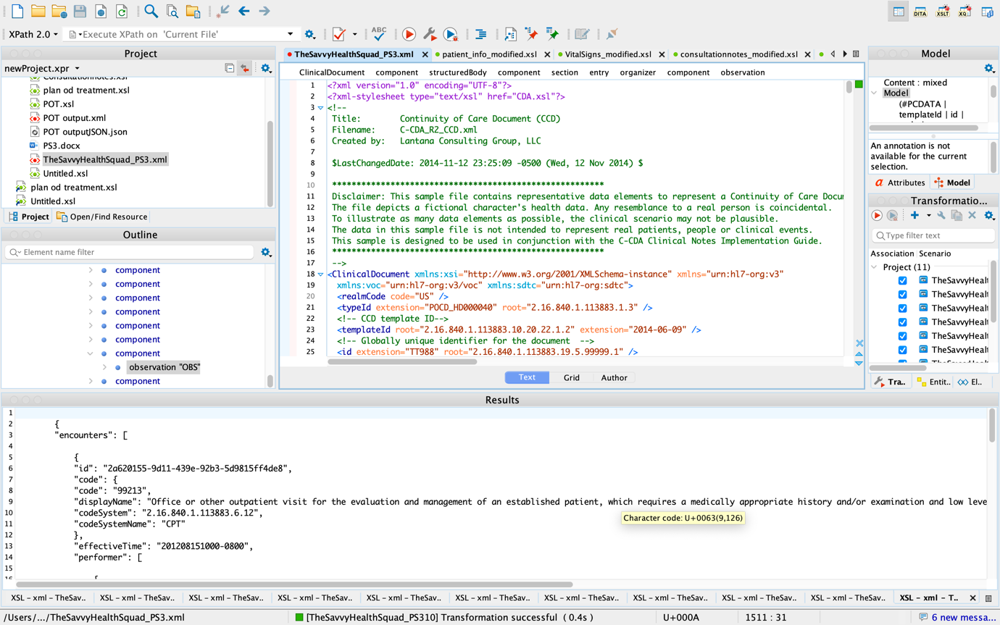 DITA
XSLT
XQ
XPath 2.0
Execute XPath on 'Current File'
ABC
Project
newProject.xpr
plan od treatment.xsl
POT.xsl
POT output.xml
POT outputJSON.json
PS3.docx
TheSavvyHealthSquad_PS3.xml
Untitled.xsl
plan od treatment.xsl
Untitled.xsl
Project
Open/Find Resource
Outline
Element name filter
component
component
component
component
component
component
component
observation "OBS"
component
TheSavvyHealthSquad_PS3.xml
patient_info_modified.xsl
VitalSigns_modified.xsl
consultationnotes_modified.xsl
ClinicalDocument component structuredBody component section entry organizer component observation
1 <?xml version="1.0" encoding="UTF-8"?>
2 <?xml-stylesheet type="text/xsl" href="CDA.xsl"?>
3 <!--
4 Title: Continuity of Care Document (CCD)
5 Filename: C-CDA_R2_CCD.xml
6 Created by: Lantana Consulting Group, LLC
7
8 $LastChangedDate: 2014-11-12 23:25:09 -0500 (Wed, 12 Nov 2014) $
9
10 ********************************************************
11 Disclaimer: This sample file contains representative data elements to represent a Continuity of Care Docum
12 The file depicts a fictional character's health data. Any resemblance to a real person is coincidental.
13 To illustrate as many data elements as possible, the clinical scenario may not be plausible.
14 The data in this sample file is not intended to represent real patients, people or clinical events.
15 This sample is designed to be used in conjunction with the C-CDA Clinical Notes Implementation Guide.
16 ********************************************************
17 -->
18 <ClinicalDocument xmlns:xsi="http://www.w3.org/2001/XMLSchema-instance" xmlns="urn:hl7-org:v3"
19 xmlns:voc="urn:hl7-org:v3/voc" xmlns:sdtc="urn:hl7-org:sdtc">
20 <realmCode code="US" />
21 <typeId extension="POCD_HD000040" root="2.16.840.1.113883.1.3" />
22 <!-- CCD template ID-->
23 <templateId root="2.16.840.1.113883.10.20.22.1.2" extension="2014-06-09" />
24 <!-- Globally unique identifier for the document -->
25 <id extension="TT988" root="2.16.840.1.113883.19.5.99999.1" />
Text Grid Author
Model
Content : mixed
Model
(#PCDATA |
templateId | id |
An annotation is not
available for the current
selection.
Attributes
Model
Transformatio...
Type filter text
Association Scenario
Project (11)
TheSavvyHealt
TheSavvyHealt
TheSavvyHealt
TheSavvyHealt
TheSavvyHealt
TheSavvyHealt
Tra.. Entit.. El..
Results
1
2 {
3 "encounters": [
4
5 {
6 "id": "2a620155-9d11-439e-92b3-5d9815ff4de8",
7 "code": {
8 "code": "99213",
9 "displayName": "Office or other outpatient visit for the evaluation and management of an established patient, which requires a medically appropriate history and/or examination and low leve
10 "codeSystem": "2.16.840.1.113883.6.12",
11 "codeSystemName": "CPT"
12 },
13 "effectiveTime": "201208151000-0800",
14 "performer": [
15
Character code: U+0063(9,126)
XSL - xml - TheSav.. XSL - xml - TheSav.. XSL - xml - TheSav.. XSL - xml - TheSav.. XSL - xml - TheSav.. XSL - xml - TheSav.. XSL - xml - TheSav.. XSL - xml - TheSav.. XSL - xml - TheSav.. XSL - xml - TheSav.. XSL - xml - T..
/Users/.../TheSavvyHealthSquad_PS3.xml
[TheSavvyHealthSquad_PS310] Transformation successful ( 0.4s )
U+000A
1511 : 31
6 new messa...